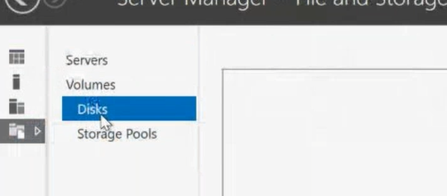 Server Manager
File and Storage
Servers
Volumes
Disks
Storage Pools